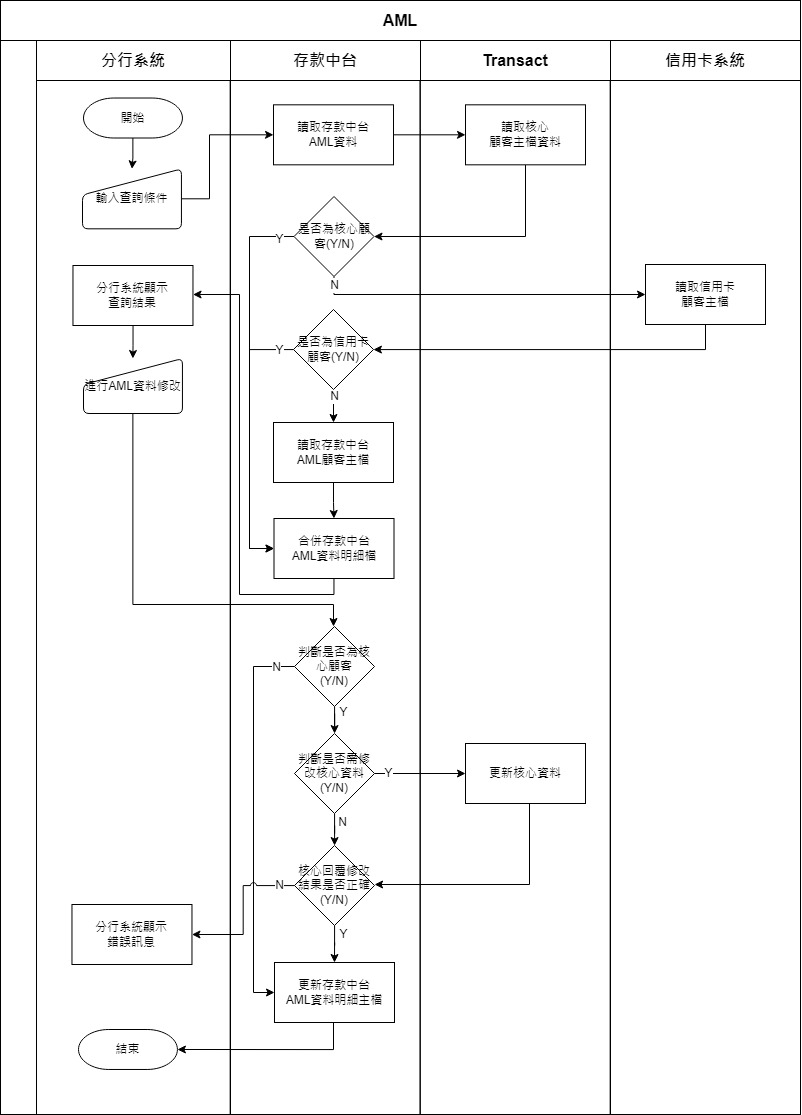 AML
分行系統
存款中台
Transact
信用卡系統
開始
讀取存款中台
AML資料
讀取核心
顧客主檔資料
輸入查詢條件
是否為核心顧
客(Y/N)
Y
N
分行系統顯示
查詢結果
讀取信用卡
顧客主檔
是否為信用卡
顧客(Y/N)
Y
N
進行AML資料修改
讀取存款中台
AML顧客主檔
合併存款中台
AML資料明細檔
判斷是否為核
心顧客
(Y/N)
N
Y
判斷是否需修
改核心資料
(Y/N)
Y
N
更新核心資料
核心回覆修改
結果是否正確
(Y/N)
N
Y
分行系統顯示
錯誤訊息
更新存款中台
AML資料明細主檔
結束